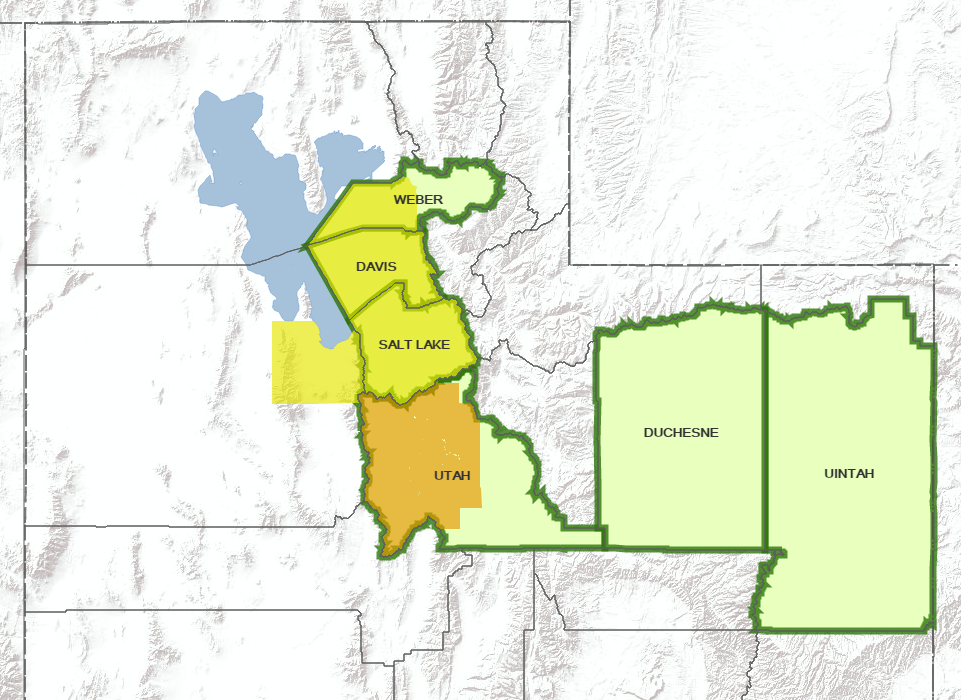 WEBER
DAVIS
SALT LAKE
DUCHESNE
UTAH
UINTAH